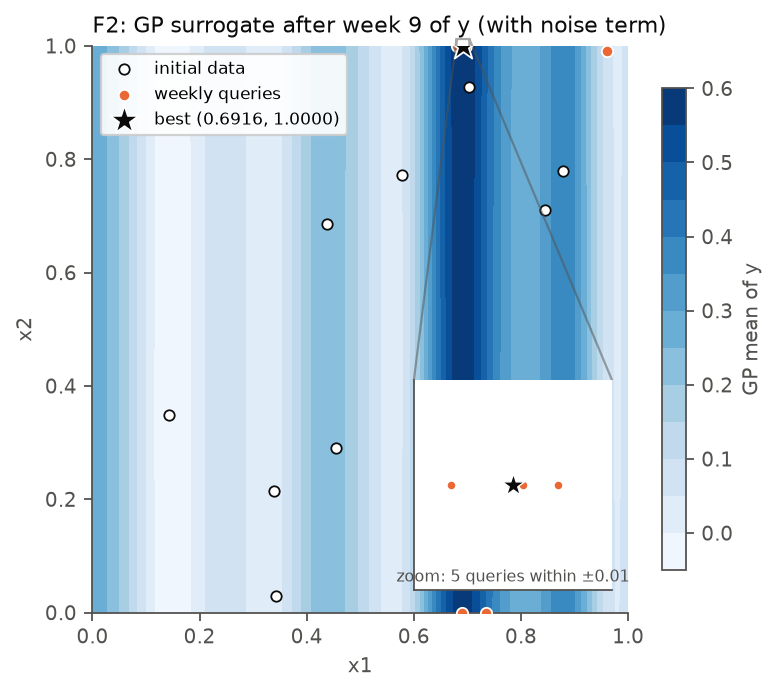 F2: GP surrogate after week 9 of y (with noise term)
initial data
weekly queries
best (0.6916, 1.0000)
1.0
0.8
0.6
0.4
0.2
0.0
x2
0.0 0.2 0.4 0.6 0.8 1.0
x1
zoom: 5 queries within ±0.01
0.6
0.5
0.4
0.3
0.2
0.1
0.0
GP mean of y